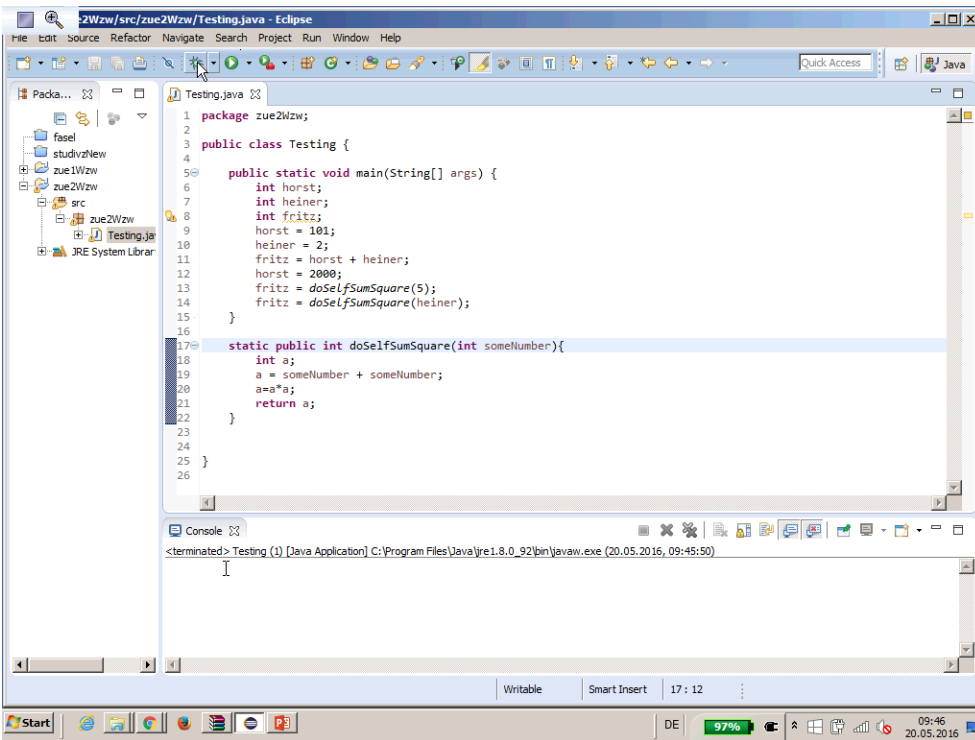 2Wzw/src/zue2Wzw/Testing.java - Eclipse
File Edit Source Refactor Navigate Search Project Run Window Help
Quick Access
Java
Packa...
Testing.java
fasel
studivzNew
zue1Wzw
zue2Wzw
src
zue2Wzw
Testing.ja
JRE System Librar
1 package zue2Wzw;
2
3 public class Testing {
4
5 public static void main(String[] args) {
6 int horst;
7 int heiner;
8 int fritz;
9 horst = 101;
10 heiner = 2;
11 fritz = horst + heiner;
12 horst = 2000;
13 fritz = doSelfSumSquare(5);
14 fritz = doSelfSumSquare(heiner);
15 }
16
17 static public int doSelfSumSquare(int someNumber){
18 int a;
19 a = someNumber + someNumber;
20 a=a*a;
21 return a;
22 }
23
24
25 }
26
Console
<terminated> Testing (1) [Java Application] C:\Program Files\Java\jre1.8.0_92\bin\javaw.exe (20.05.2016, 09:45:50)
Writable Smart Insert 17 : 12
Start
DE
97%
09:46
20.05.2016